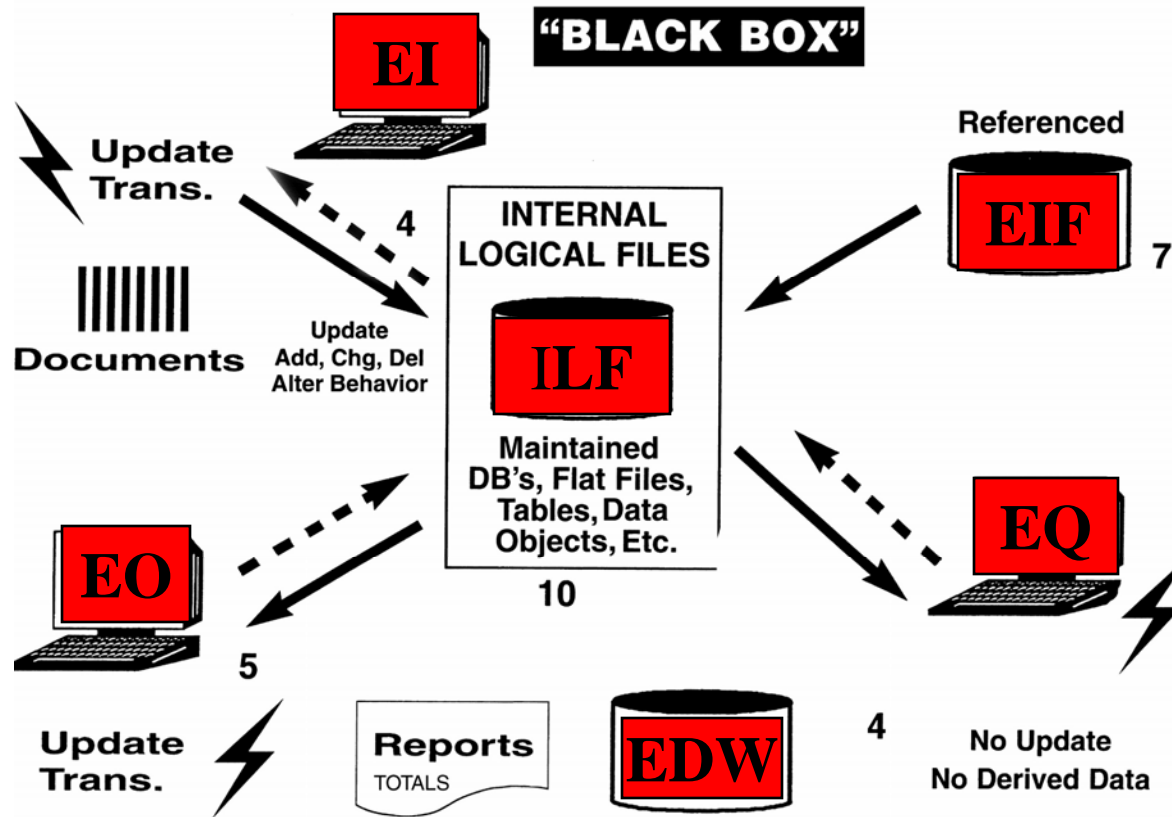 “BLACK BOX”
EI
Update
Trans.
4
Documents
Update
Add, Chg, Del
Alter Behavior
INTERNAL
LOGICAL FILES
ILF
Maintained
DB's, Flat Files,
Tables, Data
Objects, Etc.
10
Referenced
EIF
7
EO
5
Update
Trans.
Reports
TOTALS
EDW
EQ
4
No Update
No Derived Data